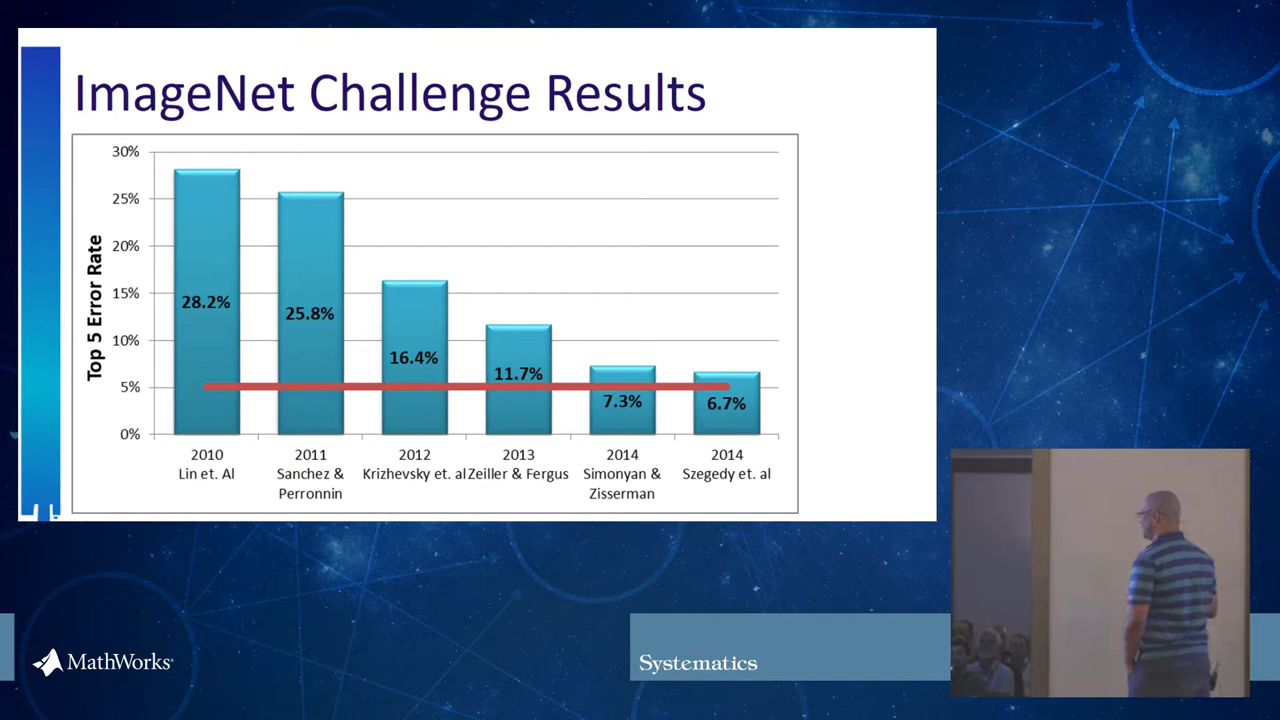 ImageNet Challenge Results
Top 5 Error Rate
30%
25%
20%
15%
10%
5%
0%
28.2%
25.8%
16.4%
11.7%
7.3%
6.7%
2010
Lin et. Al
2011
Sanchez &
Perronnin
2012
Krizhevsky et. al
2013
Zeiller & Fergus
2014
Simonyan &
Zisserman
2014
Szegedy et. al
MathWorks®
Systematics